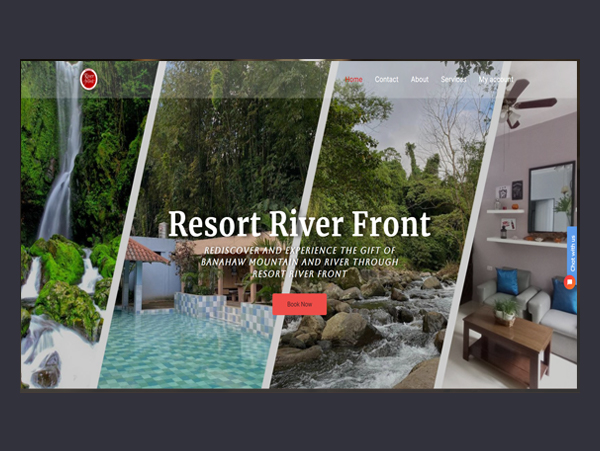 Home Contact About Services My account
Resort River Front
REDISCOVER AND EXPERIENCE THE GIFT OF
BANAHAW MOUNTAIN AND RIVER THROUGH
RESORT RIVER FRONT
Book Now
Chat with us